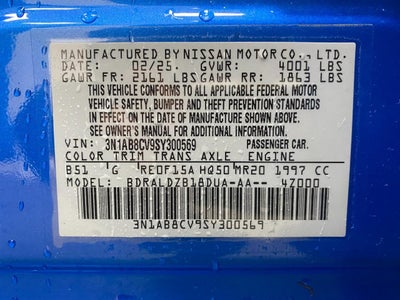 MANUFACTURED BY NISSAN MOTOR CO., LTD.
DATE: 02/25 GVWR: 4001 LBS
GAWR FR: 2161 LBS GAWR RR: 1863 LBS
THIS VEHICLE CONFORMS TO ALL APPLICABLE FEDERAL MOTOR
VEHICLE SAFETY, BUMPER AND THEFT PREVENTION STANDARDS
IN EFFECT ON THE DATE OF MANUFACTURE SHOWN ABOVE.
SEE OWNER'S MANUAL FOR ADDITIONAL INFORMATION.
VIN: 3N1AB8CV9SY300569 PASSENGER CAR.
COLOR TRIM TRANS AXLE ENGINE
B51 G RE0F15A HQ50 MR20 1997 CC
MODEL: BDRALDZB18DUA-AA-- 4Z000
3N1AB8CV9SY300569